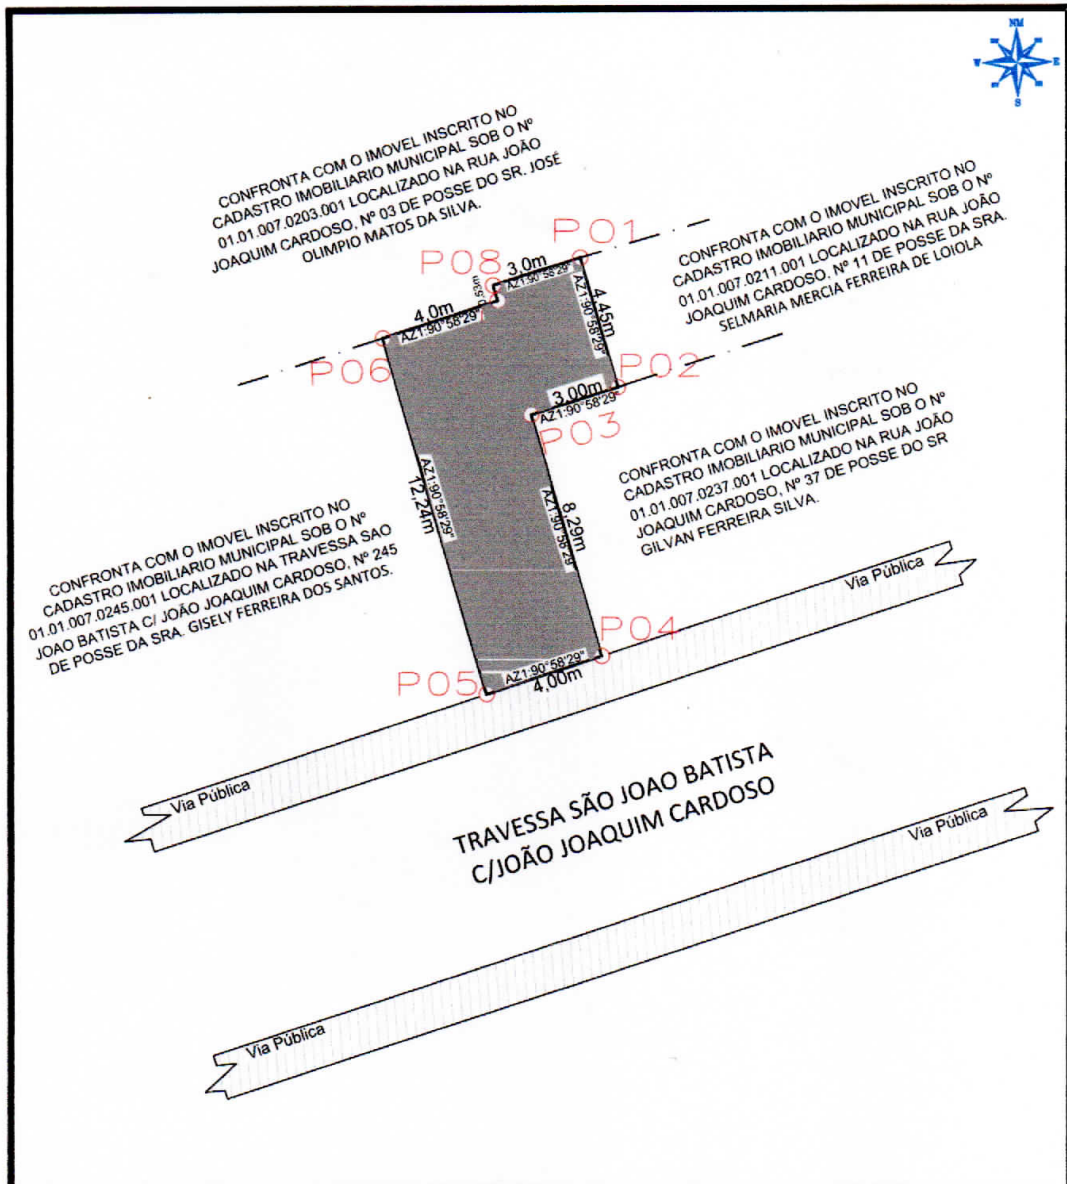 NM
W
E
S
CONFRONTA COM O IMOVEL INSCRITO NO
CADASTRO IMOBILIARIO MUNICIPAL SOB O Nº
01.01.007.0203.001 LOCALIZADO NA RUA JOÃO
JOAQUIM CARDOSO, Nº 03 DE POSSE DO SR. JOSÉ
OLIMPIO MATOS DA SILVA.
CONFRONTA COM O IMOVEL INSCRITO NO
CADASTRO IMOBILIARIO MUNICIPAL SOB O Nº
01.01.007.0211.001 LOCALIZADO NA RUA JOÃO
JOAQUIM CARDOSO, Nº 11 DE POSSE DA SRA.
SELMARIA MERCIA FERREIRA DE LOIOLA
P01
P08
3,0m
AZ1:90°58'29"
4,0m
AZ1:90°58'29"
4,45m
AZ1:90°58'29"
P06
P02
3,00m
AZ1:90°58'29"
P03
CONFRONTA COM O IMOVEL INSCRITO NO
CADASTRO IMOBILIARIO MUNICIPAL SOB O Nº
01.01.007.0237.001 LOCALIZADO NA RUA JOÃO
JOAQUIM CARDOSO, Nº 37 DE POSSE DO SR
GILVAN FERREIRA SILVA.
AZ1:90°58'29"
12,24m
8,29m
AZ1:90°58'29"
CONFRONTA COM O IMOVEL INSCRITO NO
CADASTRO IMOBILIARIO MUNICIPAL SOB O Nº
01.01.007.0245.001 LOCALIZADO NA TRAVESSA SAO
JOAO BATISTA C/ JOÃO JOAQUIM CARDOSO, Nº 245
DE POSSE DA SRA. GISELY FERREIRA DOS SANTOS.
Via Pública
P04
P05
AZ1:90°58'29"
4,00m
Via Pública
TRAVESSA SÃO JOAO BATISTA
C/JOÃO JOAQUIM CARDOSO
Via Pública
Via Pública